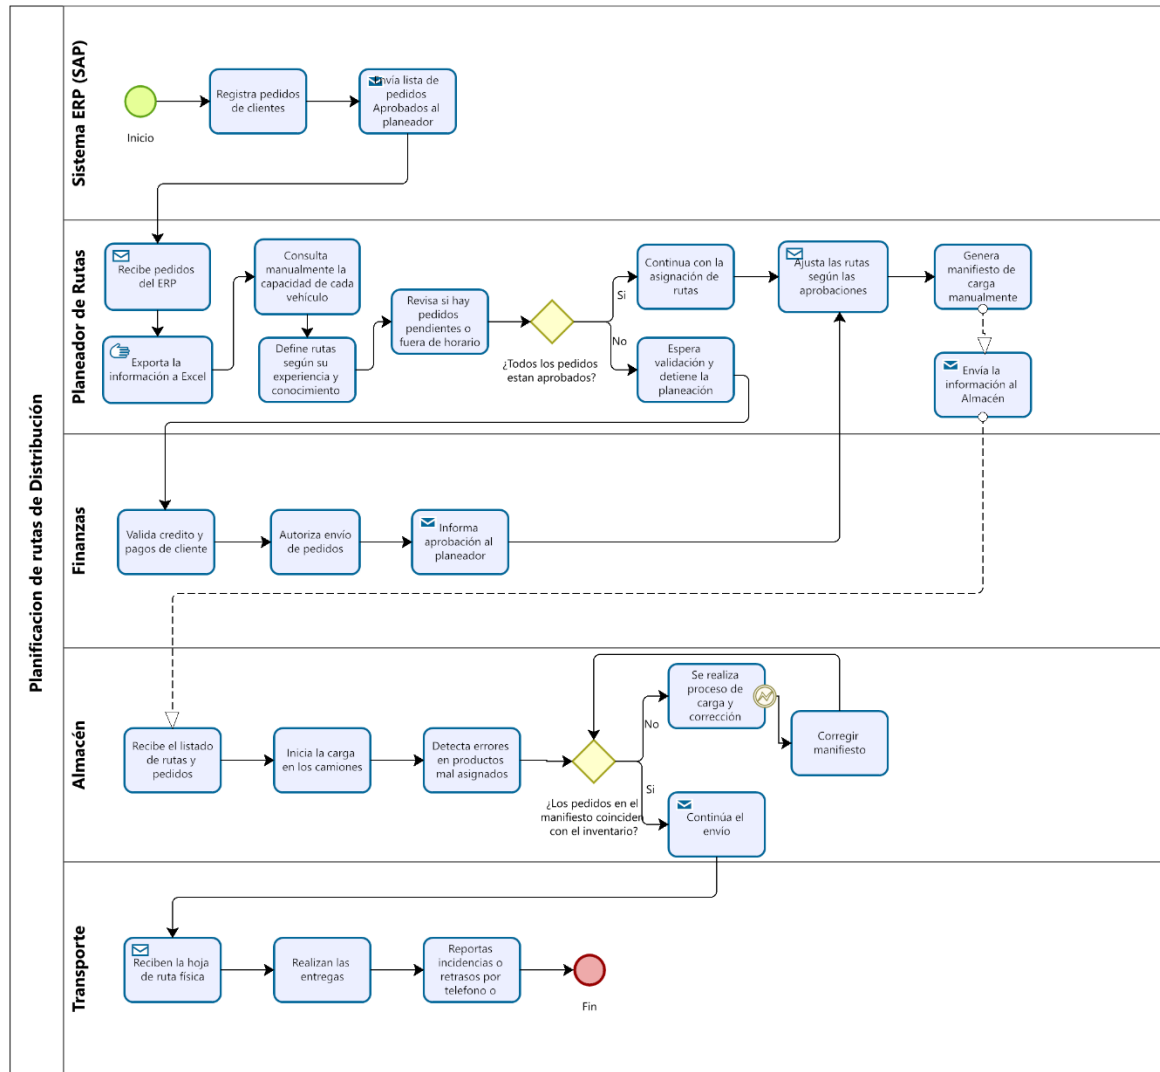 Planificacion de rutas de Distribución
Sistema ERP (SAP)
Inicio
Registra pedidos
de clientes
Envía lista de
pedidos
Aprobados al
planeador
Planeador de Rutas
Recibe pedidos
del ERP
Exporta la
información a Excel
Consulta
manualmente la
capacidad de cada
vehículo
Define rutas
según su
experiencia y
conocimiento
Revisa si hay
pedidos
pendientes o
fuera de horario
¿Todos los pedidos
estan aprobados?
Si
No
Continua con la
asignación de
rutas
Espera
validación y
detiene la
planeación
Ajusta las rutas
según las
aprobaciones
Genera
manifiesto de
carga
manualmente
Envía la
información al
Almacén
Finanzas
Valida credito y
pagos de cliente
Autoriza envío
de pedidos
Informa
aprobación al
planeador
Almacén
Recibe el listado
de rutas y
pedidos
Inicia la carga
en los camiones
Detecta errores
en productos
mal asignados
¿Los pedidos en el
manifiesto coinciden
con el inventario?
No
Si
Se realiza
proceso de
carga y
corrección
Corregir
manifiesto
Continúa el
envío
Transporte
Reciben la hoja
de ruta física
Realizan las
entregas
Reportas
incidencias o
retrasos por
telefono o
Fin